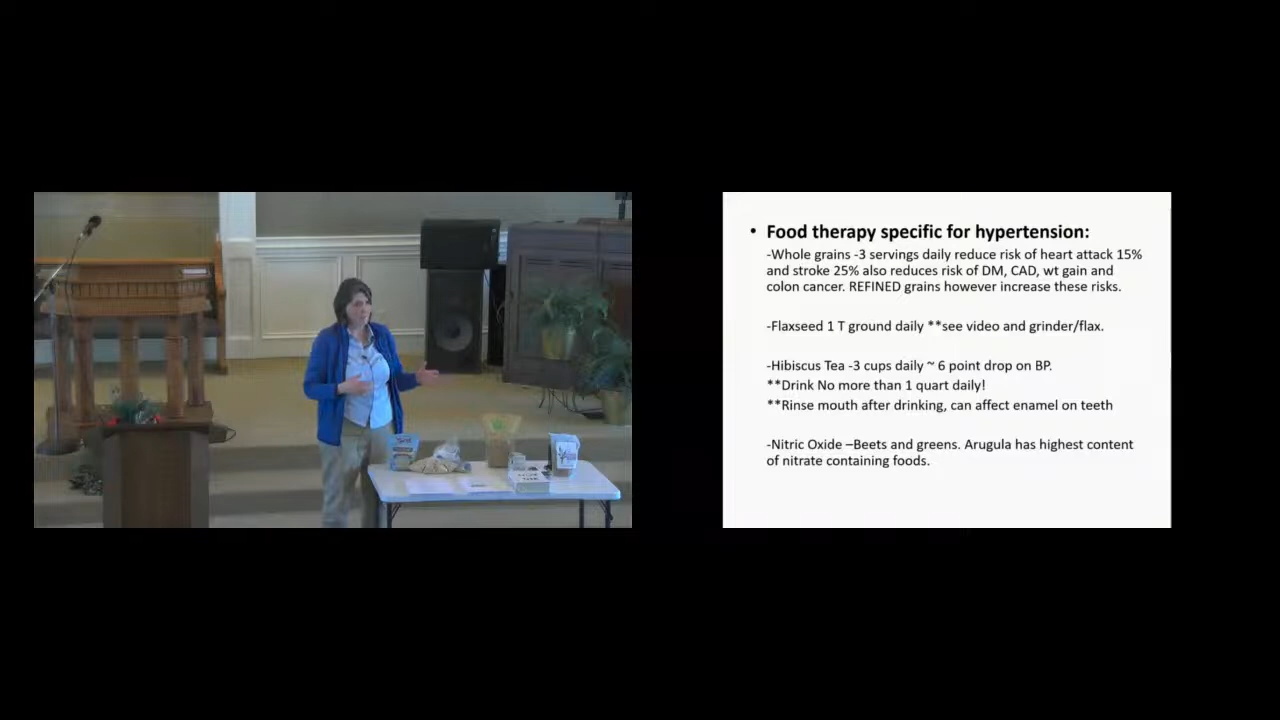 • Food therapy specific for hypertension:
-Whole grains -3 servings daily reduce risk of heart attack 15%
and stroke 25% also reduces risk of DM, CAD, wt gain and
colon cancer. REFINED grains however increase these risks.
-Flaxseed 1 T ground daily **see video and grinder/flax.
-Hibiscus Tea -3 cups daily ~ 6 point drop on BP.
**Drink No more than 1 quart daily!
**Rinse mouth after drinking, can affect enamel on teeth
-Nitric Oxide –Beets and greens. Arugula has highest content
of nitrate containing foods.